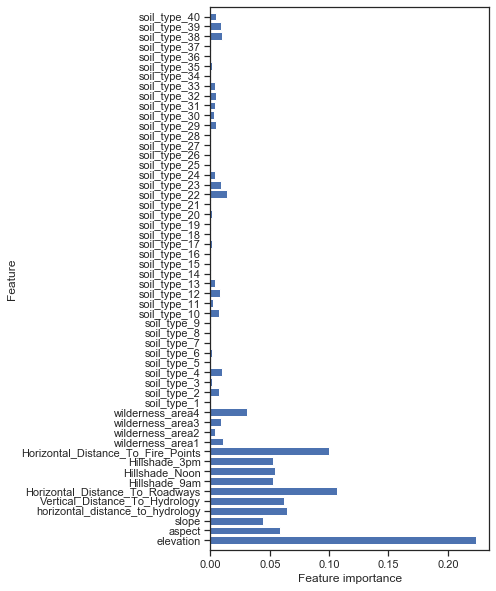 soil_type_40
soil_type_39
soil_type_38
soil_type_37
soil_type_36
soil_type_35
soil_type_34
soil_type_33
soil_type_32
soil_type_31
soil_type_30
soil_type_29
soil_type_28
soil_type_27
soil_type_26
soil_type_25
soil_type_24
soil_type_23
soil_type_22
soil_type_21
soil_type_20
soil_type_19
soil_type_18
soil_type_17
soil_type_16
soil_type_15
soil_type_14
soil_type_13
soil_type_12
soil_type_11
soil_type_10
soil_type_9
soil_type_8
soil_type_7
soil_type_6
soil_type_5
soil_type_4
soil_type_3
soil_type_2
soil_type_1
wilderness_area4
wilderness_area3
wilderness_area2
wilderness_area1
Horizontal_Distance_To_Fire_Points
Hillshade_3pm
Hillshade_Noon
Hillshade_9am
Horizontal_Distance_To_Roadways
Vertical_Distance_To_Hydrology
horizontal_distance_to_hydrology
slope
aspect
elevation
Feature
0.00 0.05 0.10 0.15 0.20
Feature importance